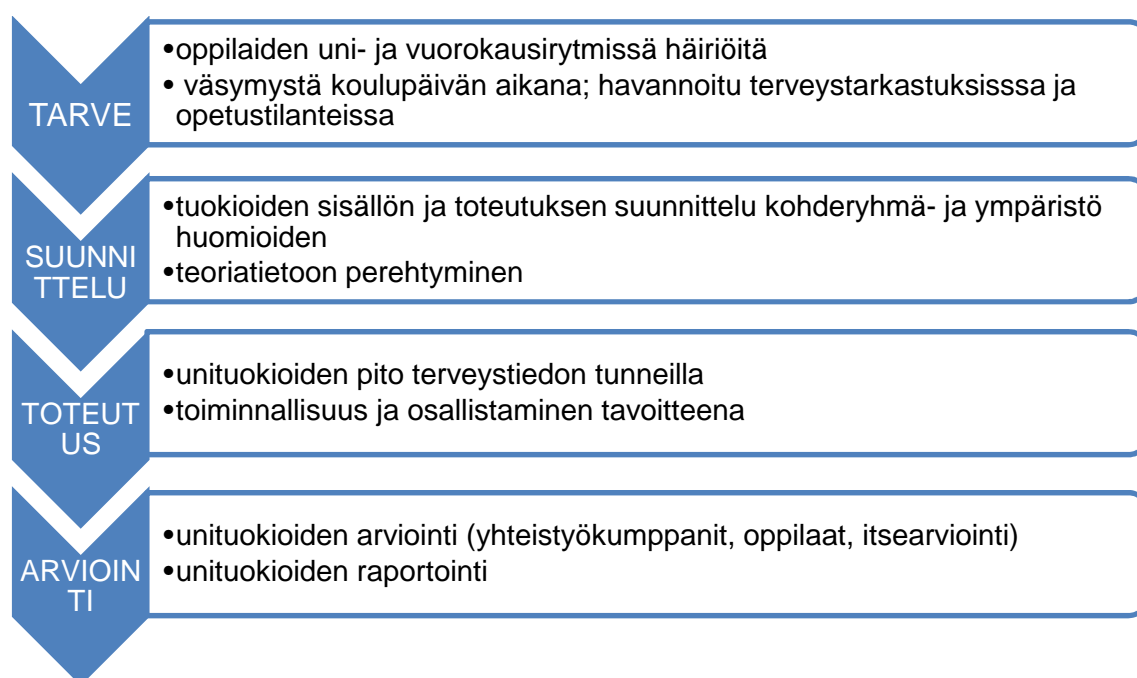 TARVE
•oppilaiden uni- ja vuorokausirytmissä häiriöitä
• väsymystä koulupäivän aikana; havannoitu terveystarkastuksisssa ja
opetustilanteissa
SUUNNI
TTELU
•tuokioiden sisällön ja toteutuksen suunnittelu kohderyhmä- ja ympäristö
huomioiden
•teoriatietoon perehtyminen
TOTEUT
US
•unituokioiden pito terveystiedon tunneilla
•toiminnallisuus ja osallistaminen tavoitteena
ARVIOIN
TI
•unituokioiden arviointi (yhteistyökumppanit, oppilaat, itsearviointi)
•unituokioiden raportointi